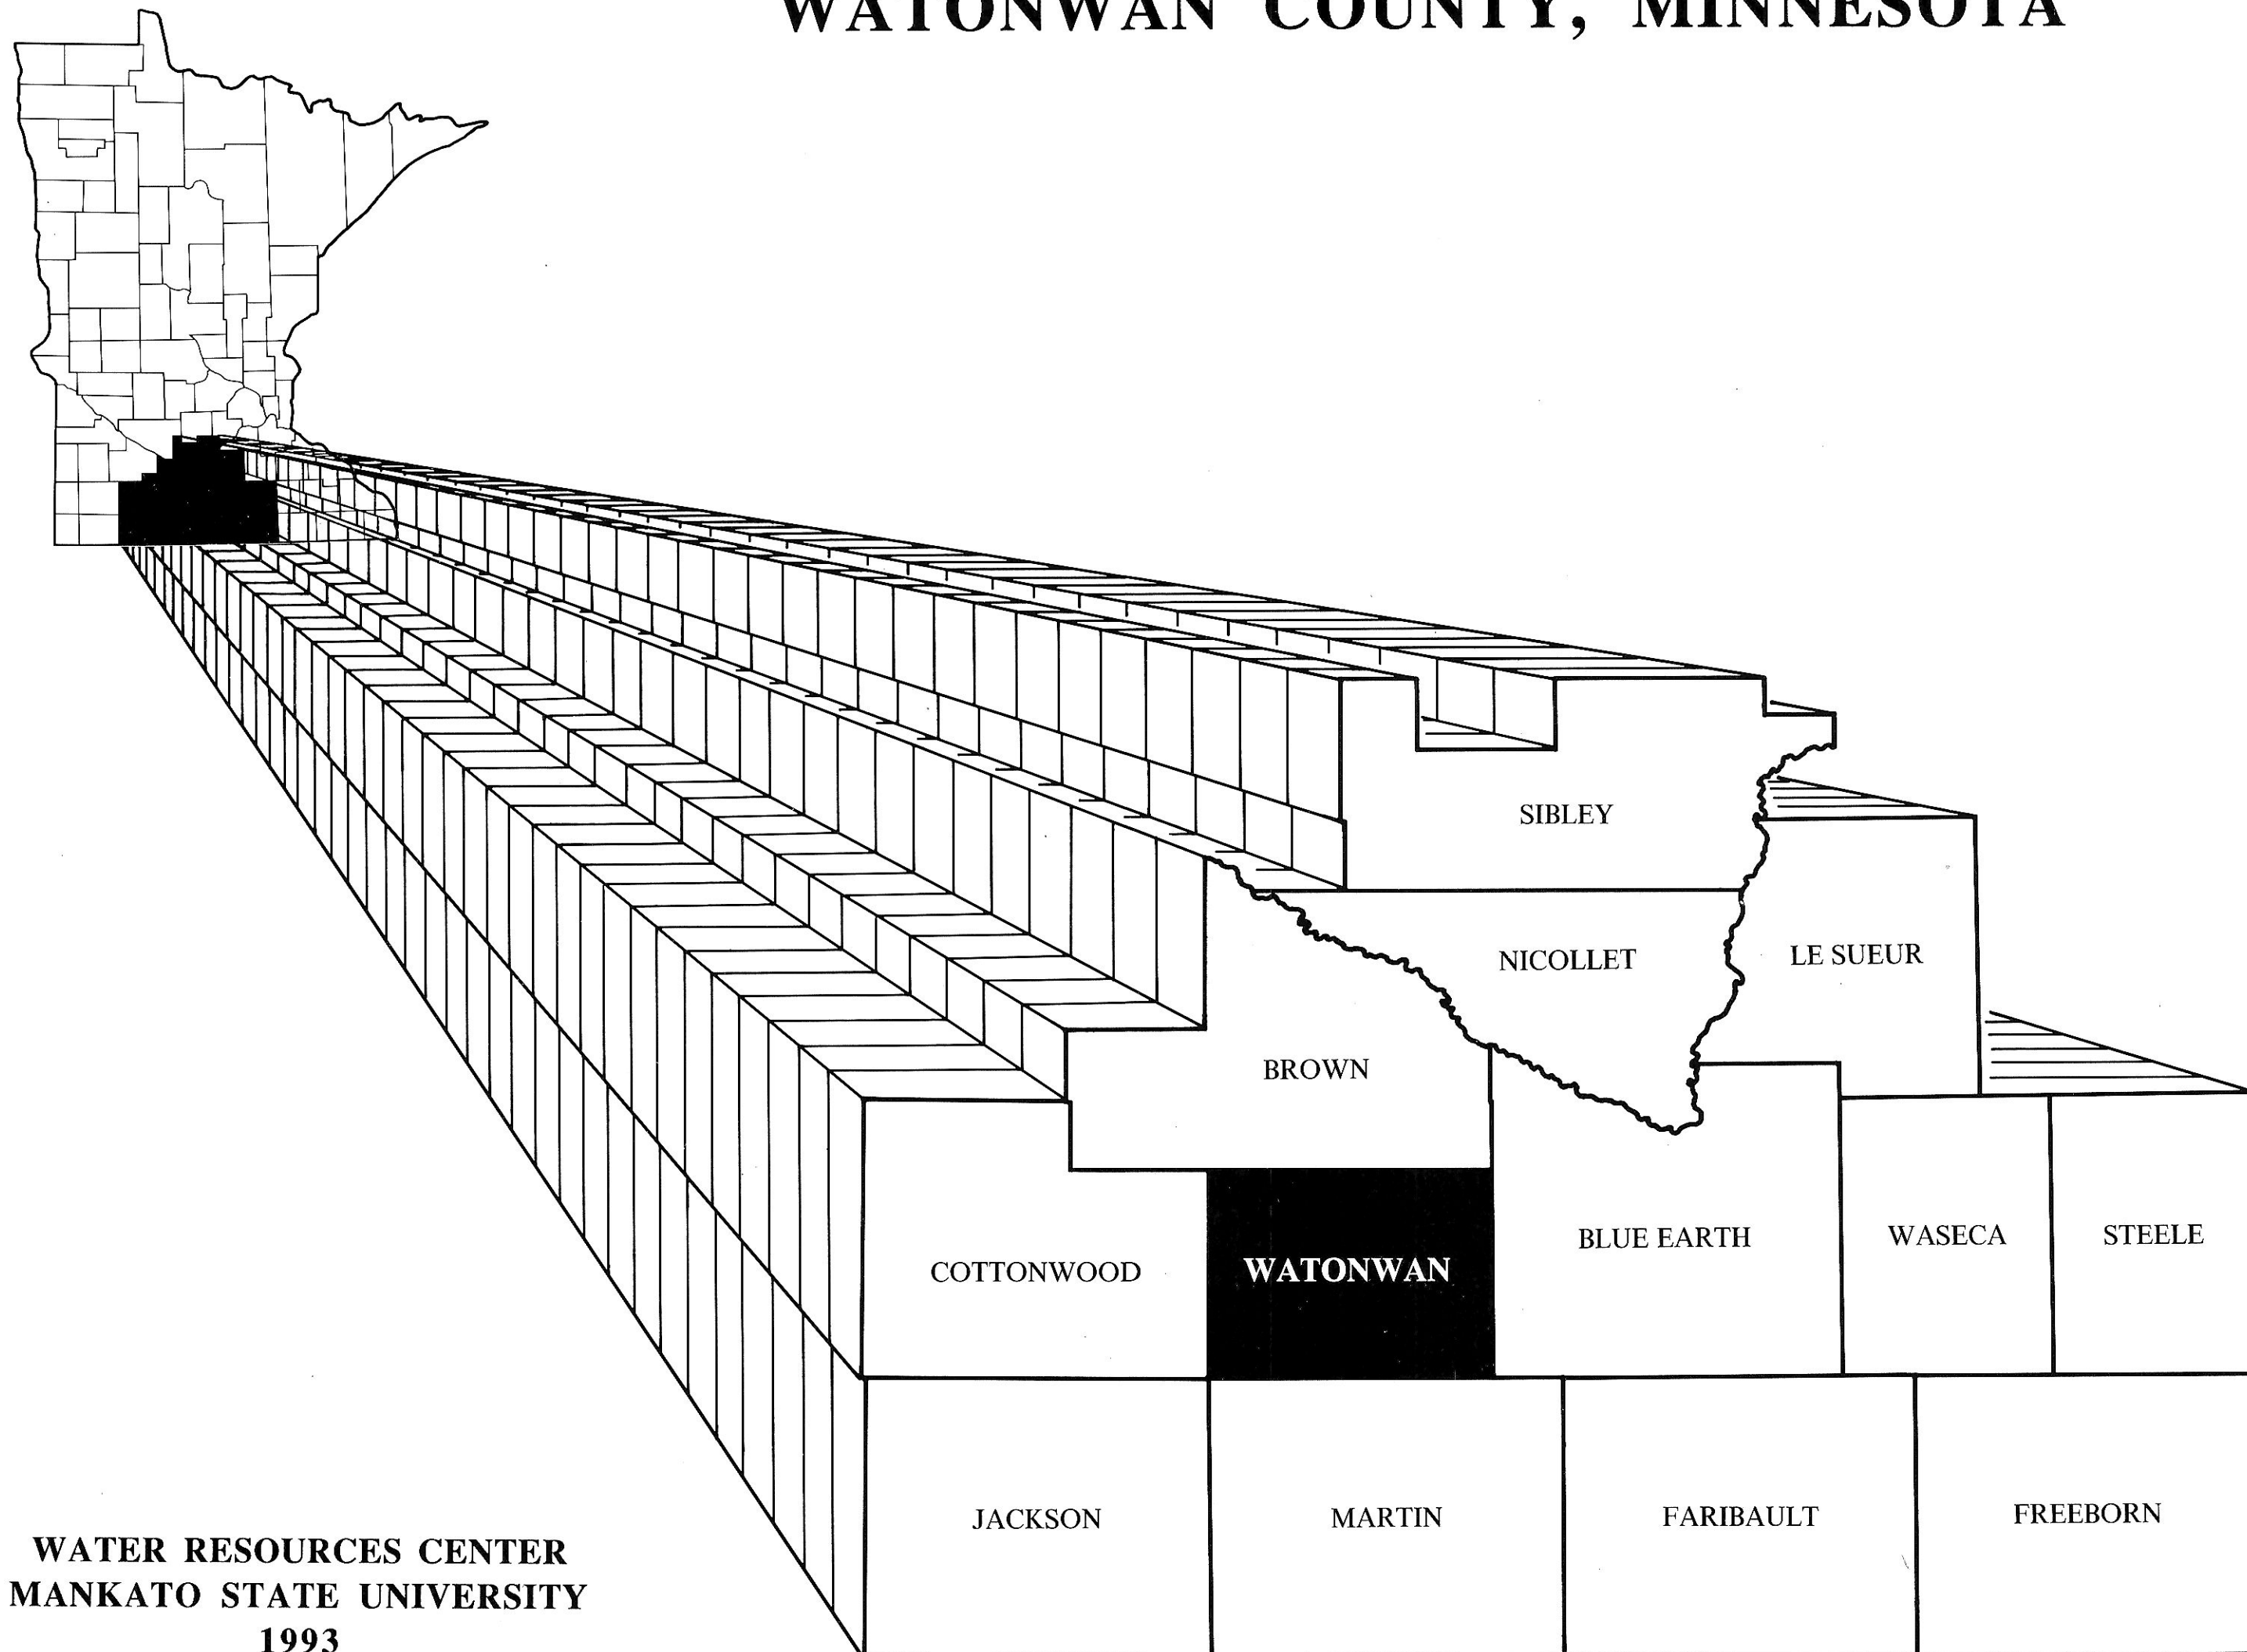 WATONWAN COUNTY, MINNESOTA
SIBLEY
NICOLLET
LE SUEUR
BROWN
COTTONWOOD
WATONWAN
BLUE EARTH
WASECA
STEELE
JACKSON
MARTIN
FARIBAULT
FREEBORN
WATER RESOURCES CENTER
MANKATO STATE UNIVERSITY
1993